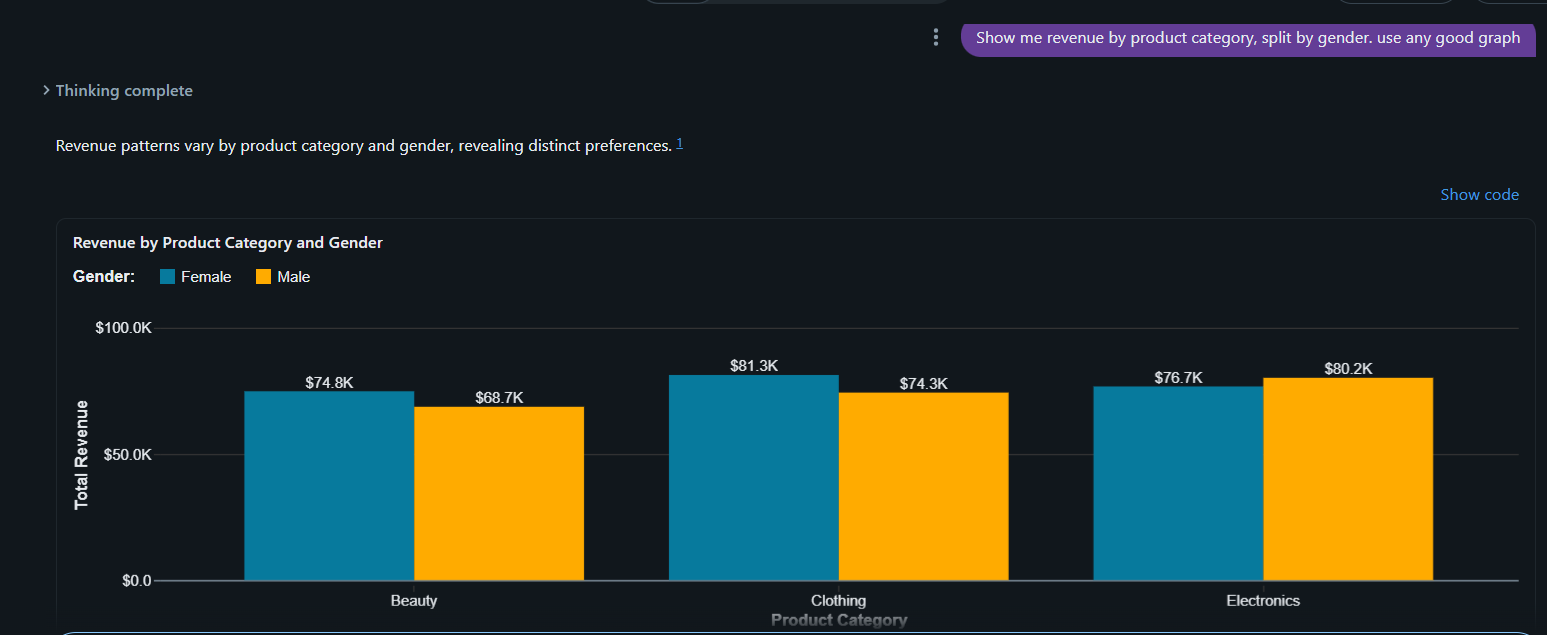 Show me revenue by product category, split by gender. use any good graph
Thinking complete
Revenue patterns vary by product category and gender, revealing distinct preferences. 1
Show code
Revenue by Product Category and Gender
Gender: Female Male
$100.0K
$81.3K
$80.2K
$74.8K
$76.7K
$74.3K
$68.7K
Total Revenue
$50.0K
$0.0
Beauty Clothing Electronics
Product Category